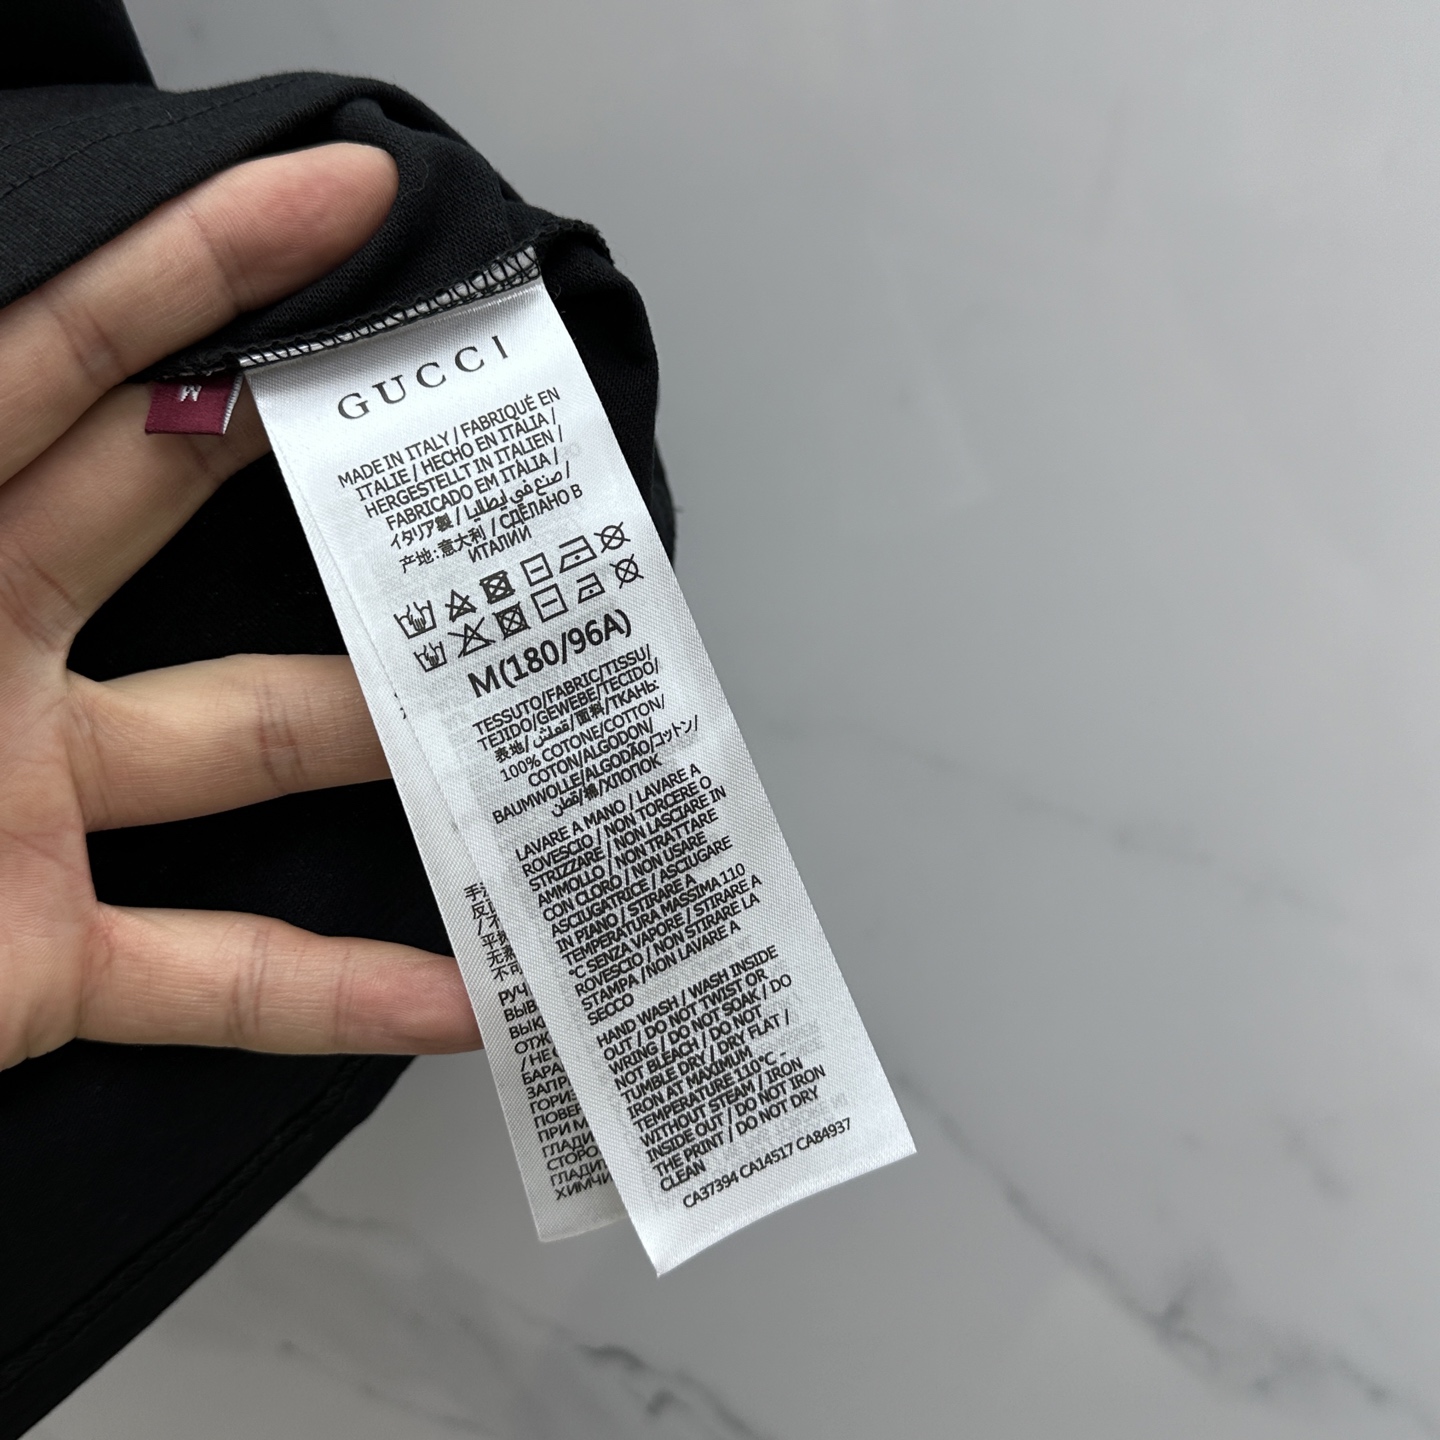 M
GUCCI
MADE IN ITALY / FABRIQUÉ EN
ITALIE / HECHO EN ITALIA /
HERGESTELLT IN ITALIEN /
FABRICADO EM ITÀLIA /
イタリア製 / صنع في إيطاليا /
产地:意大利 / СДЕЛАНО В
ИТАЛИИ
M(180/96A)
TESSUTO/FABRIC/TISSU/
TEJIDO/GEWEBE/TECIDO/
表地/قماش/面料/ТКАНЬ:
100% COTONE/COTTON/
COTON/ALGODON/
BAUMWOLLE/ALGODÃO/コットン/
قطن/棉/ХЛОПОК
LAVARE A MANO / LAVARE A
ROVESCIO / NON TORCERE O
STRIZZARE / NON LASCIARE IN
AMMOLLO / NON TRATTARE
CON CLORO / NON USARE
ASCIUGATRICE / ASCIUGARE
IN PIANO / STIRARE A
TEMPERATURA MASSIMA 110
°C SENZA VAPORE / STIRARE A
ROVESCIO / NON STIRARE LA
STAMPA /NON LAVARE A
SECCO
HAND WASH / WASH INSIDE
OUT / DO NOT TWIST OR
WRING / DO NOT SOAK / DO
NOT BLEACH / DO NOT
TUMBLE DRY / DRY FLAT /
IRON AT MAXIMUM
TEMPERATURE 110°C -
WITHOUT STEAM / IRON
INSIDE OUT / DO NOT IRON
THE PRINT / DO NOT DRY
CLEAN
CA37394 CA14517 CA84937